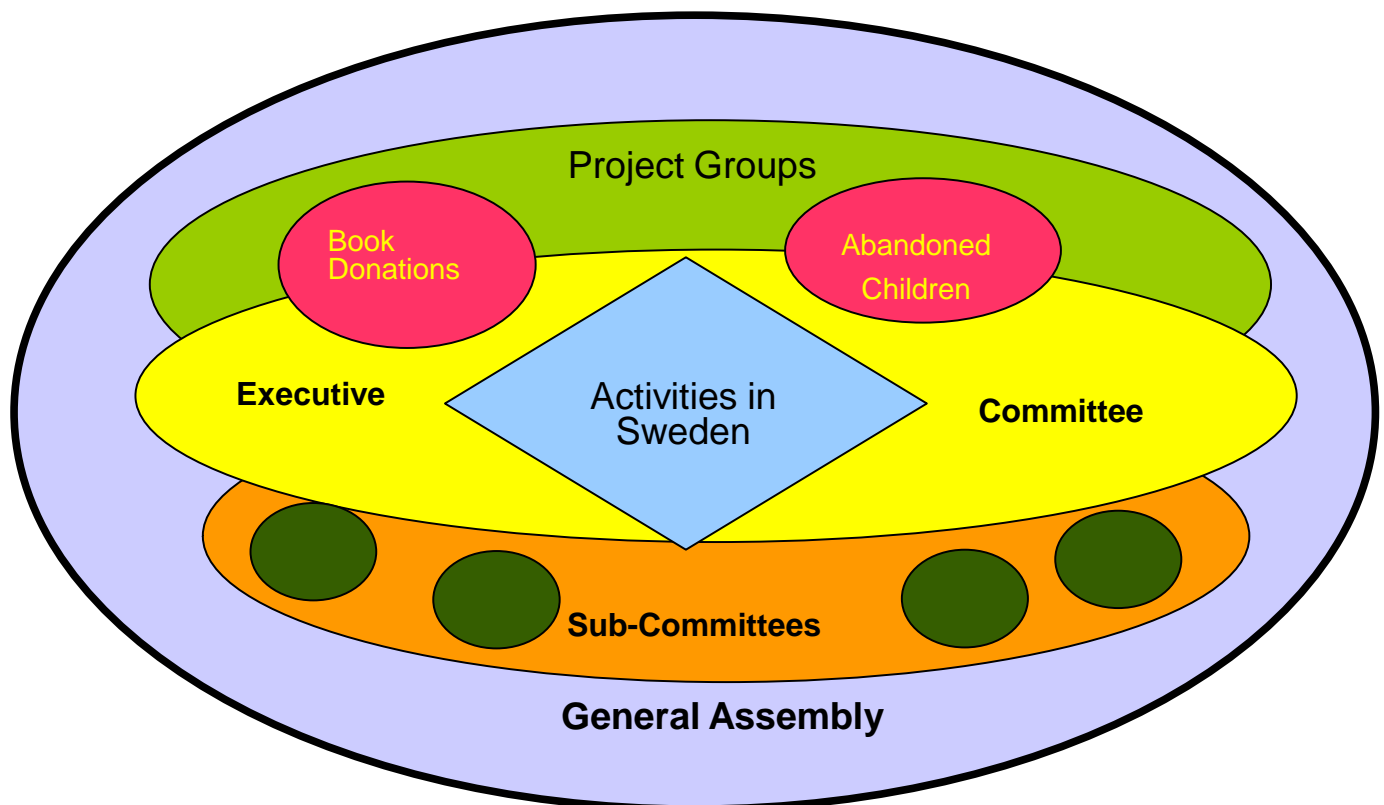 Project Groups
Book
Donations
Abandoned
Children
Executive
Activities in
Sweden
Committee
Sub-Committees
General Assembly